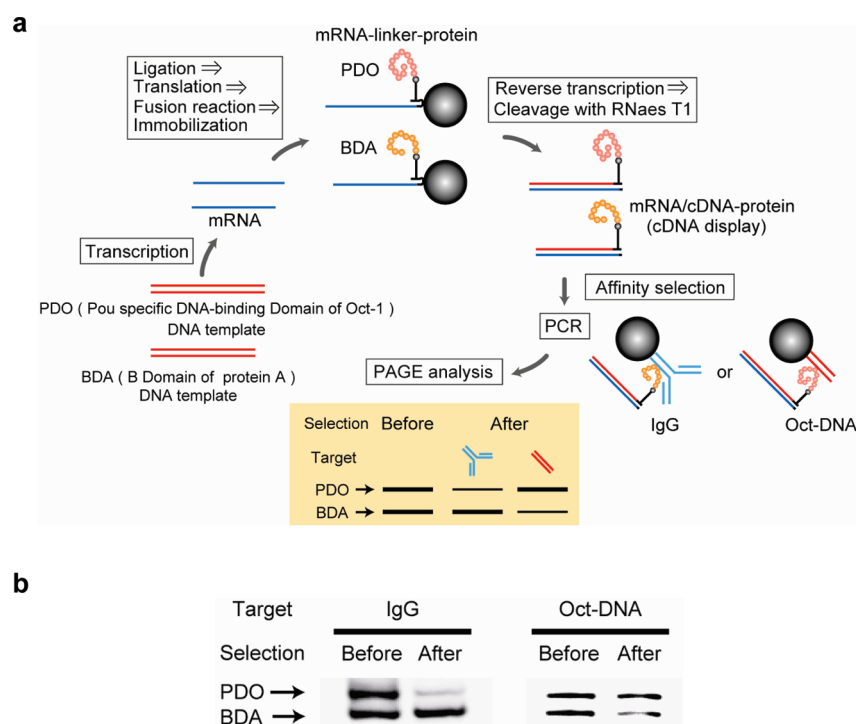 a
mRNA-linker-protein
Ligation ⇒
Translation ⇒
Fusion reaction ⇒
Immobilization
PDO
BDA
Reverse transcription ⇒
Cleavage with RNaes T1
mRNA
mRNA/cDNA-protein
(cDNA display)
Transcription
Affinity selection
PDO ( Pou specific DNA-binding Domain of Oct-1 )
DNA template
PCR
BDA ( B Domain of protein A )
DNA template
PAGE analysis
or
IgG
Oct-DNA
Selection Before After
Target
PDO
BDA
b
Target IgG Oct-DNA
Selection Before After Before After
PDO
BDA